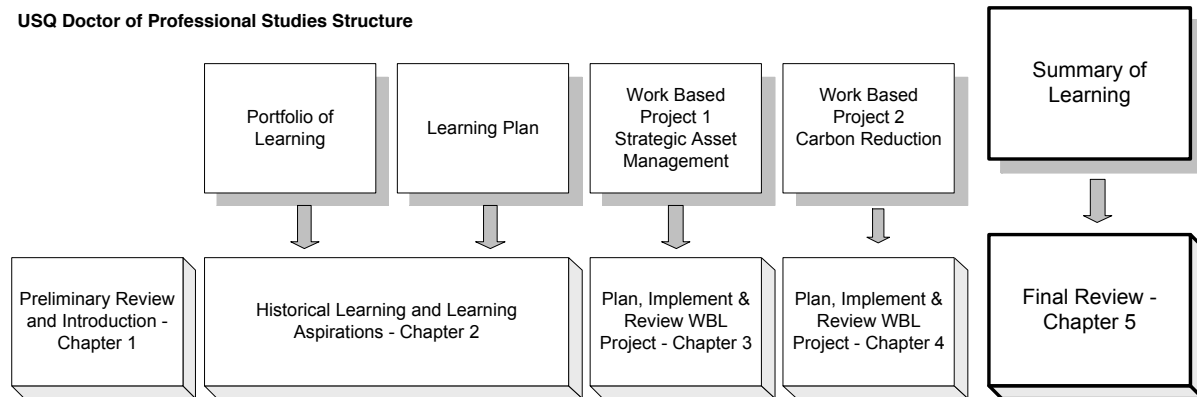 USQ Doctor of Professional Studies Structure
Portfolio of
Learning
Learning Plan
Work Based
Project 1
Strategic Asset
Management
Work Based
Project 2
Carbon Reduction
Summary of
Learning
Preliminary Review
and Introduction -
Chapter 1
Historical Learning and Learning
Aspirations - Chapter 2
Plan, Implement &
Review WBL
Project - Chapter 3
Plan, Implement &
Review WBL
Project - Chapter 4
Final Review -
Chapter 5